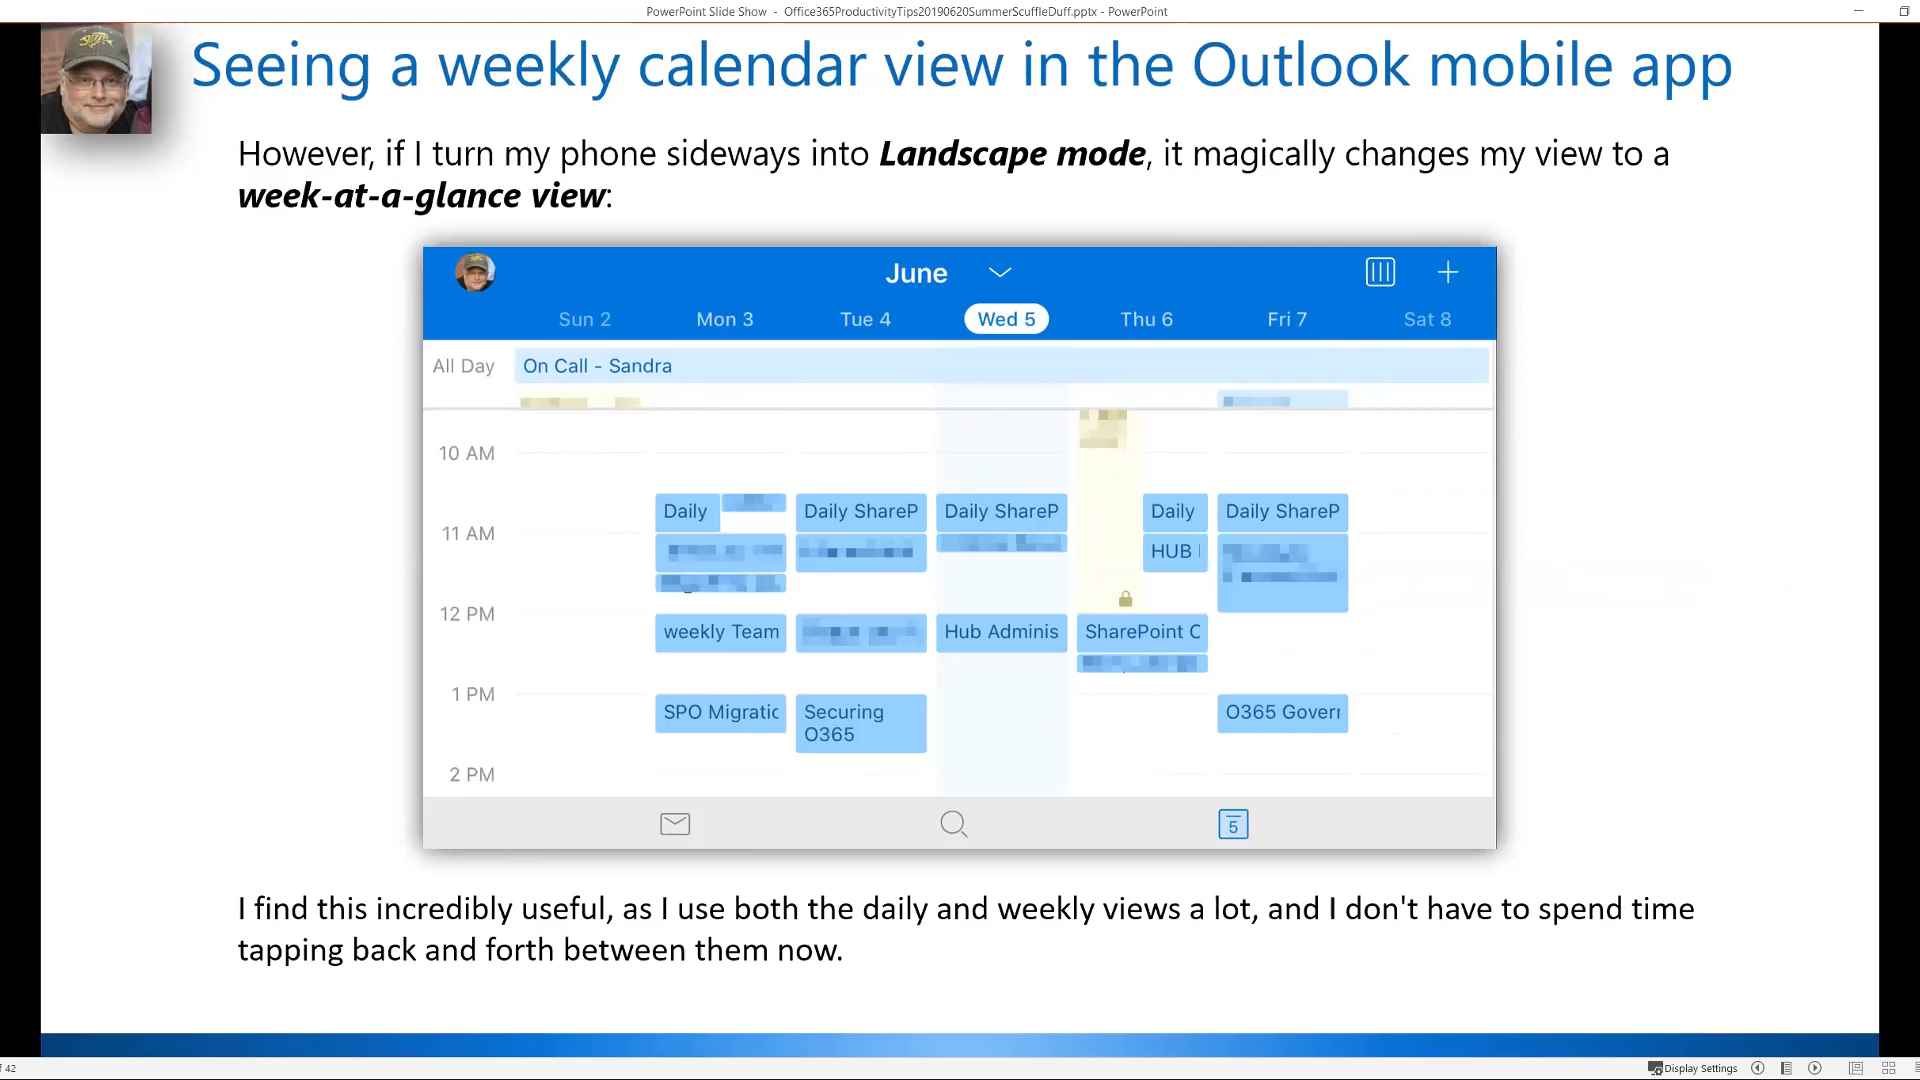 PowerPoint Slide Show - Office365ProductivityTips20190620SummerScuffleDuff.pptx - PowerPoint
Seeing a weekly calendar view in the Outlook mobile app
However, if I turn my phone sideways into Landscape mode, it magically changes my view to a
week-at-a-glance view:
June
Sun 2 Mon 3 Tue 4 Wed 5 Thu 6 Fri 7 Sat 8
All Day On Call - Sandra
10 AM
Daily Daily ShareP Daily ShareP Daily Daily ShareP
11 AM
HUB
12 PM
weekly Team Hub Adminis SharePoint C
1 PM
SPO Migratic Securing O365 Goverr
O365
2 PM
5
I find this incredibly useful, as I use both the daily and weekly views a lot, and I don't have to spend time
tapping back and forth between them now.
f 42
Display Settings